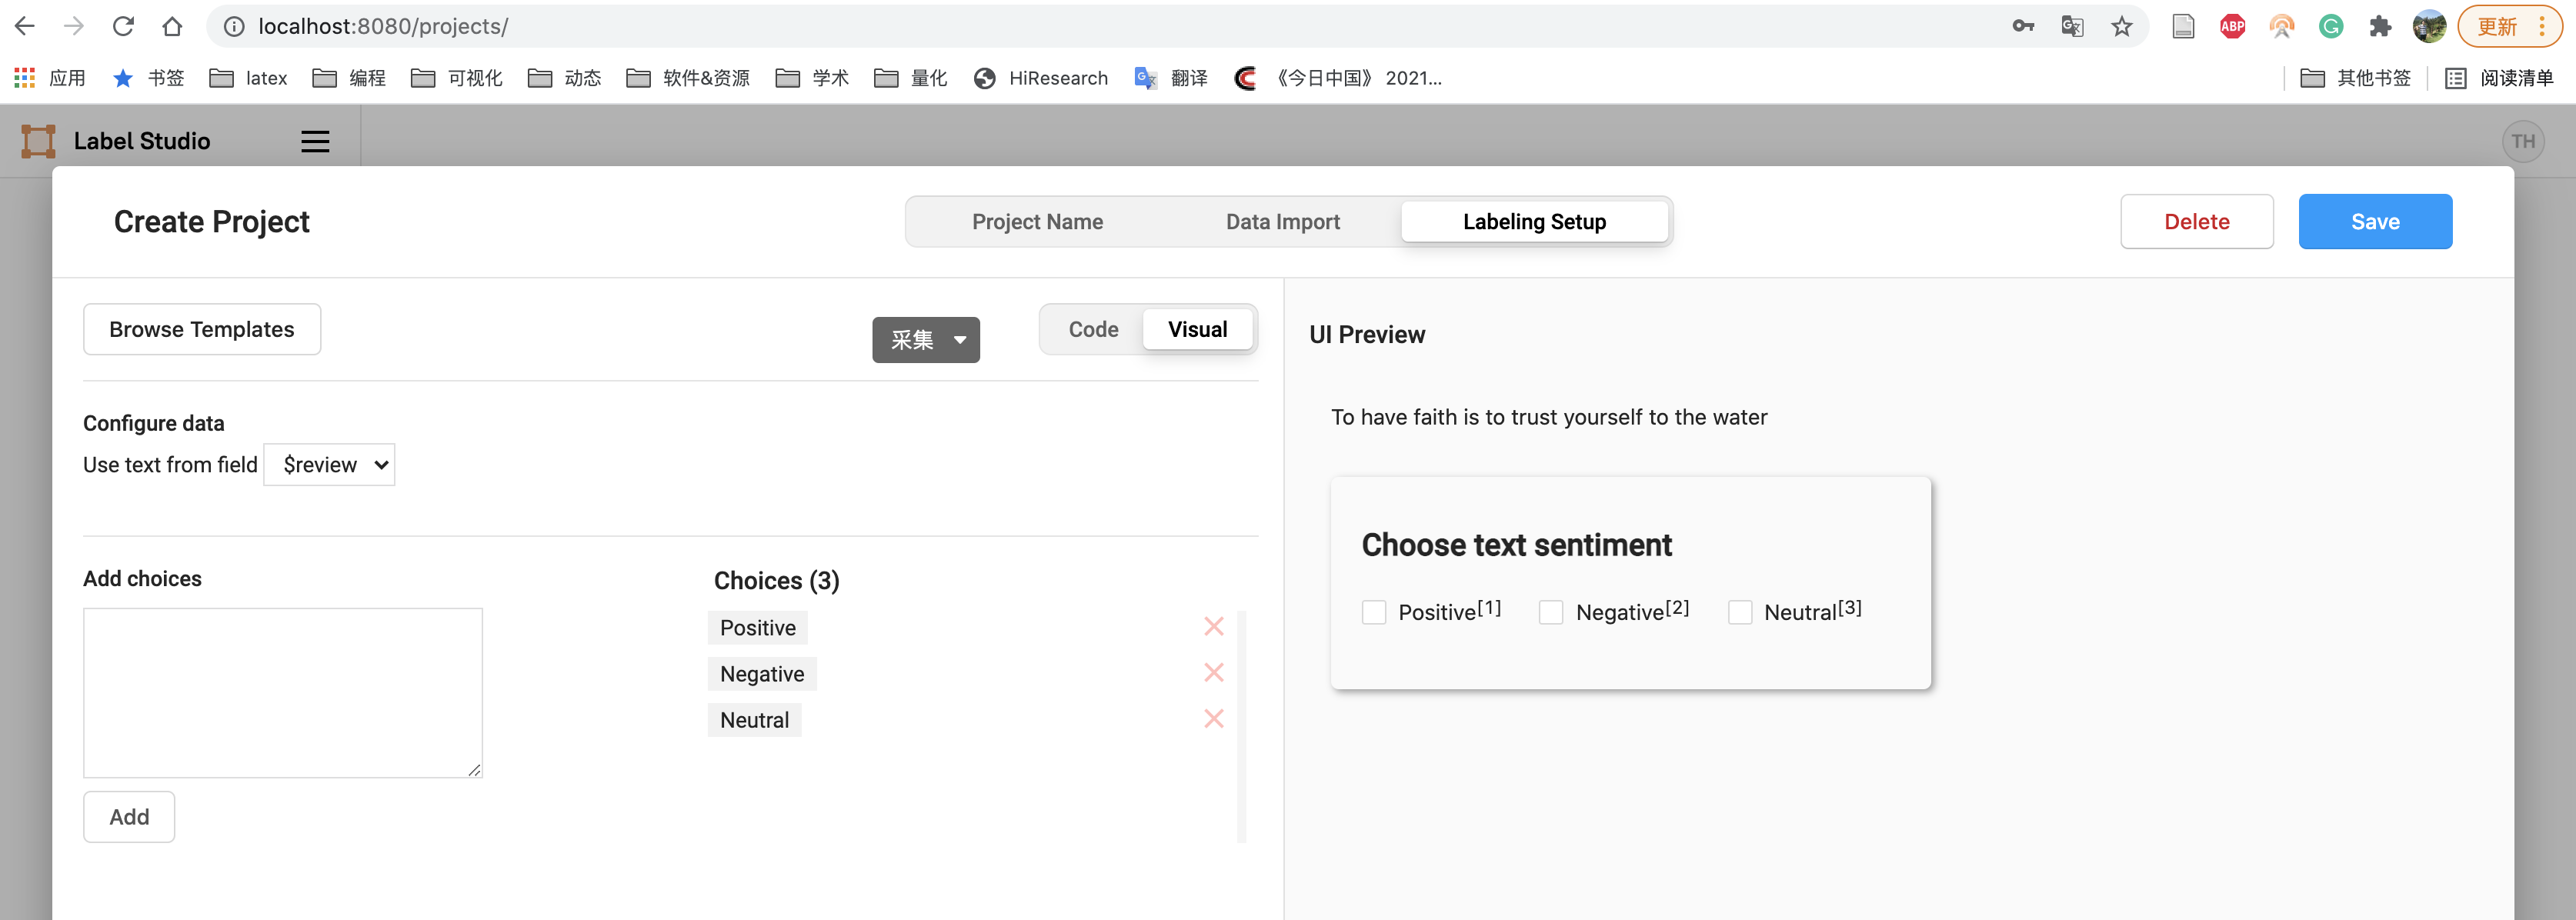 localhost:8080/projects/
ABP
更新
应用
书签
latex
编程
可视化
动态
软件&资源
学术
量化
HiResearch
翻译
《今日中国》 2021...
其他书签
阅读清单
Label Studio
TH
Create Project
Project Name
Data Import
Labeling Setup
Delete
Save
Browse Templates
采集
Code
Visual
UI Preview
Configure data
Use text from field $review
To have faith is to trust yourself to the water
Choose text sentiment
Positive[1]
Negative[2]
Neutral[3]
Add choices
Choices (3)
Positive
Negative
Neutral
Add